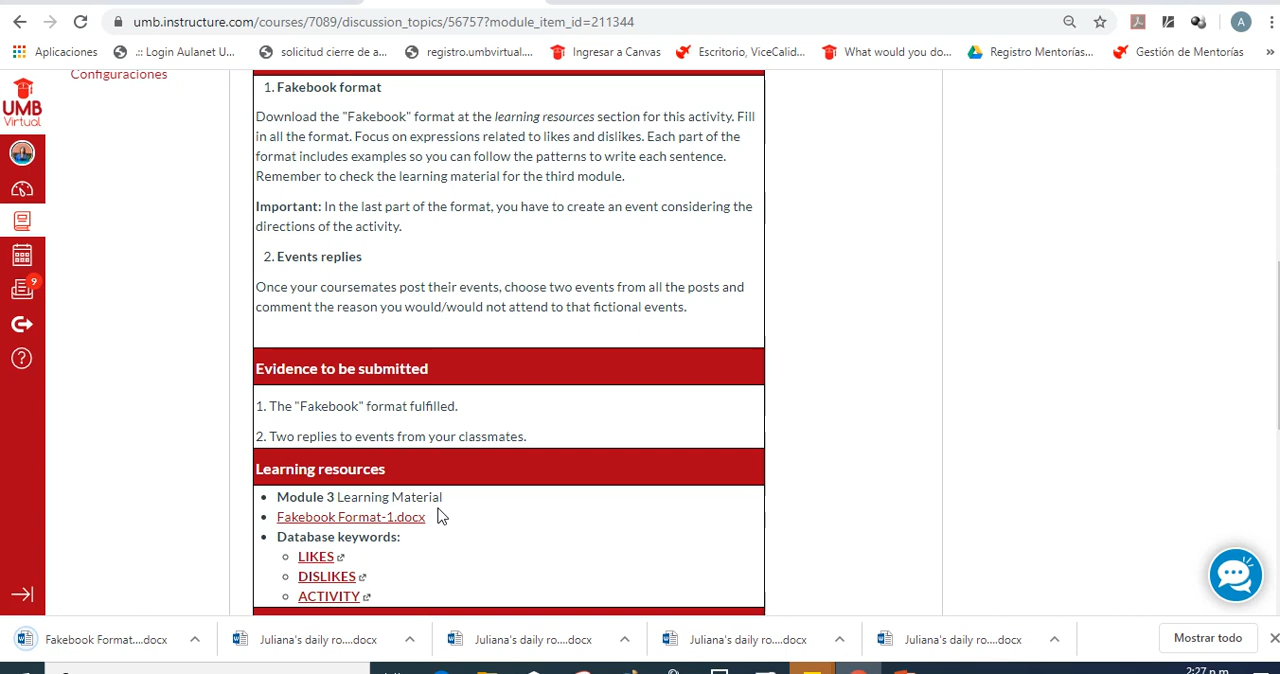 umb.instructure.com/courses/7089/discussion_topics/56757?module_item_id=211344
A
Aplicaciones
.:: Login Aulanet U...
solicitud cierre de a...
registro.umbvirtual....
Ingresar a Canvas
Escritorio, ViceCalid...
What would you do...
Registro Mentorías...
Gestión de Mentorías
»
Configuraciones
UMB
Virtual
9
1. Fakebook format
Download the "Fakebook" format at the learning resources section for this activity. Fill
in all the format. Focus on expressions related to likes and dislikes. Each part of the
format includes examples so you can follow the patterns to write each sentence.
Remember to check the learning material for the third module.
Important: In the last part of the format, you have to create an event considering the
directions of the activity.
2. Events replies
Once your coursemates post their events, choose two events from all the posts and
comment the reason you would/would not attend to that fictional events.
Evidence to be submitted
1. The "Fakebook" format fulfilled.
2. Two replies to events from your classmates.
Learning resources
• Module 3 Learning Material
• Fakebook Format-1.docx
• Database keywords:
LIKES
DISLIKES
ACTIVITY
Fakebook Format....docx
Juliana's daily ro....docx
Juliana's daily ro....docx
Juliana's daily ro....docx
Juliana's daily ro....docx
Mostrar todo
2:27 p.m.